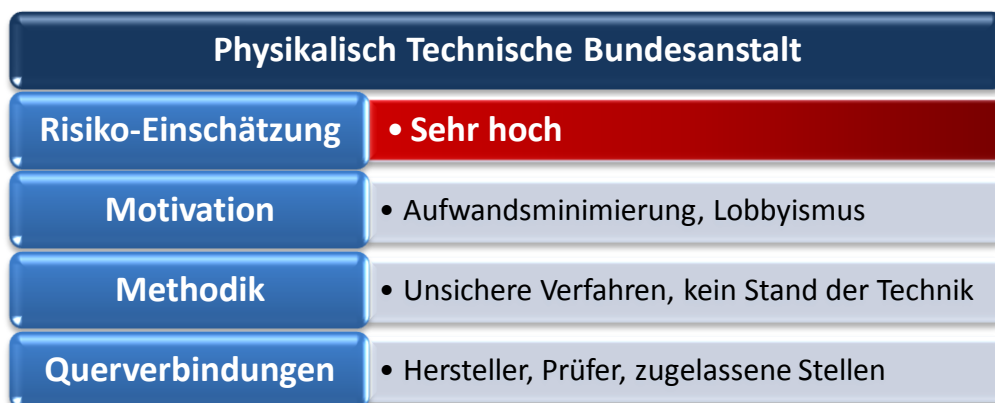 Physikalisch Technische Bundesanstalt
Risiko-Einschätzung • Sehr hoch
Motivation • Aufwandsminimierung, Lobbyismus
Methodik • Unsichere Verfahren, kein Stand der Technik
Querverbindungen • Hersteller, Prüfer, zugelassene Stellen